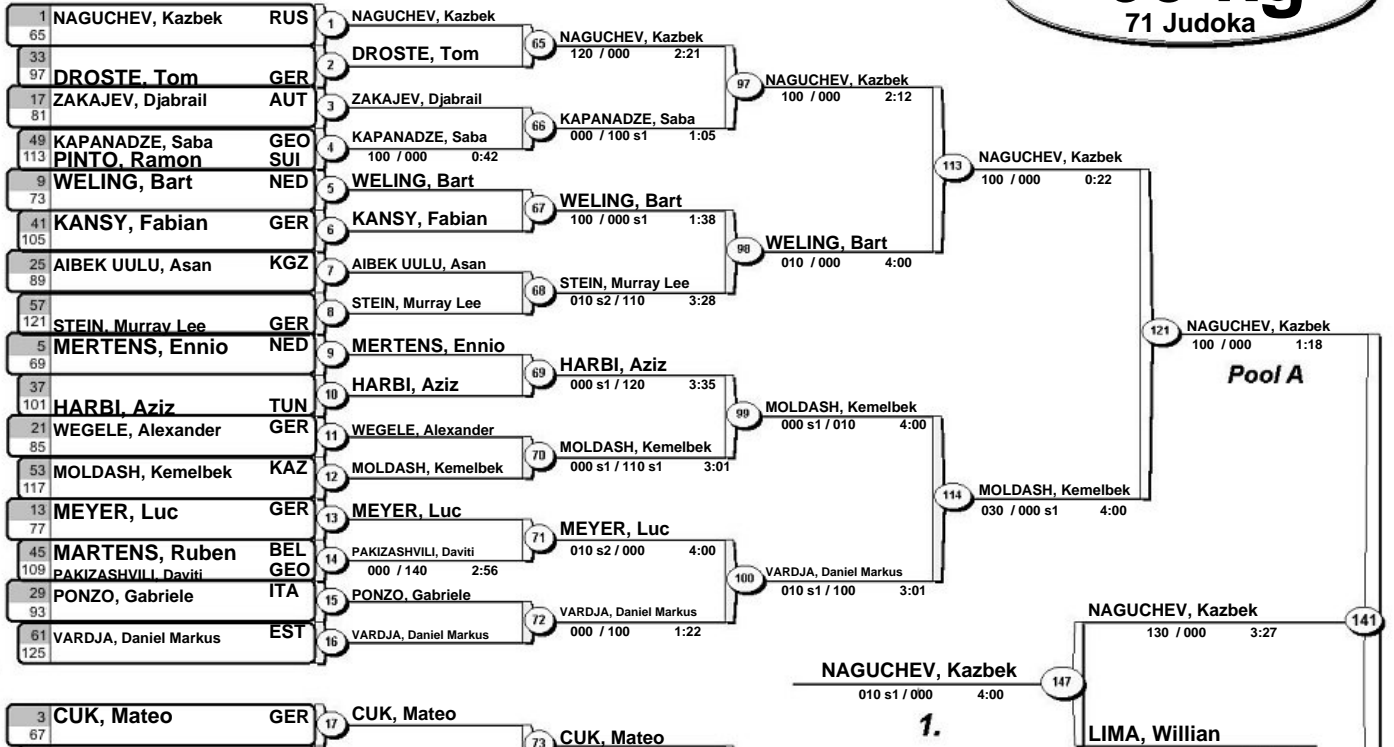 71 Judoka
1 NAGUCHEV, Kazbek RUS
65
33
97 DROSTE, Tom GER
17 ZAKAJEV, Djabrail AUT
81
49 KAPANADZE, Saba GEO
113 PINTO, Ramon SUI
9 WELING, Bart NED
73
41 KANSY, Fabian GER
105
25 AIBEK UULU, Asan KGZ
89
57
121 STEIN, Murray Lee GER
5 MERTENS, Ennio NED
69
37
101 HARBI, Aziz TUN
21 WEGELE, Alexander GER
85
53 MOLDASH, Kemelbek KAZ
117
13 MEYER, Luc GER
77
45 MARTENS, Ruben BEL
109 PAKIZASHVILI, Daviti GEO
29 PONZO, Gabriele ITA
93
61 VARDJA, Daniel Markus EST
125
3 CUK, Mateo GER
67
1 NAGUCHEV, Kazbek
2 DROSTE, Tom
3 ZAKAJEV, Djabrail
4 KAPANADZE, Saba
100 / 000 0:42
5 WELING, Bart
6 KANSY, Fabian
7 AIBEK UULU, Asan
8 STEIN, Murray Lee
9 MERTENS, Ennio
10 HARBI, Aziz
11 WEGELE, Alexander
12 MOLDASH, Kemelbek
13 MEYER, Luc
14 PAKIZASHVILI, Daviti
000 / 140 2:56
15 PONZO, Gabriele
16 VARDJA, Daniel Markus
17 CUK, Mateo
65 NAGUCHEV, Kazbek
120 / 000 2:21
66 KAPANADZE, Saba
000 / 100 s1 1:05
67 WELING, Bart
100 / 000 s1 1:38
68 STEIN, Murray Lee
010 s2 / 110 3:28
69 HARBI, Aziz
000 s1 / 120 3:35
70 MOLDASH, Kemelbek
000 s1 / 110 s1 3:01
71 MEYER, Luc
010 s2 / 000 4:00
72 VARDJA, Daniel Markus
000 / 100 1:22
73 CUK, Mateo
97 NAGUCHEV, Kazbek
100 / 000 2:12
98 WELING, Bart
010 / 000 4:00
99 MOLDASH, Kemelbek
000 s1 / 010 4:00
100 VARDJA, Daniel Markus
010 s1 / 100 3:01
113 NAGUCHEV, Kazbek
100 / 000 0:22
114 MOLDASH, Kemelbek
030 / 000 s1 4:00
121 NAGUCHEV, Kazbek
100 / 000 1:18
Pool A
NAGUCHEV, Kazbek 141
130 / 000 3:27
NAGUCHEV, Kazbek 147
010 s1 / 000 4:00
1.
LIMA, Willian